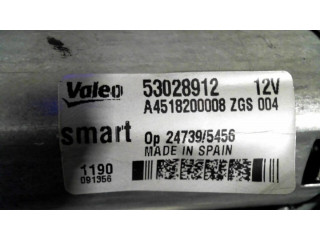 Valeo 53028912 12V
A4518200008 ZGS 004
smart Op 24739/5456
MADE IN SPAIN
1190
091356